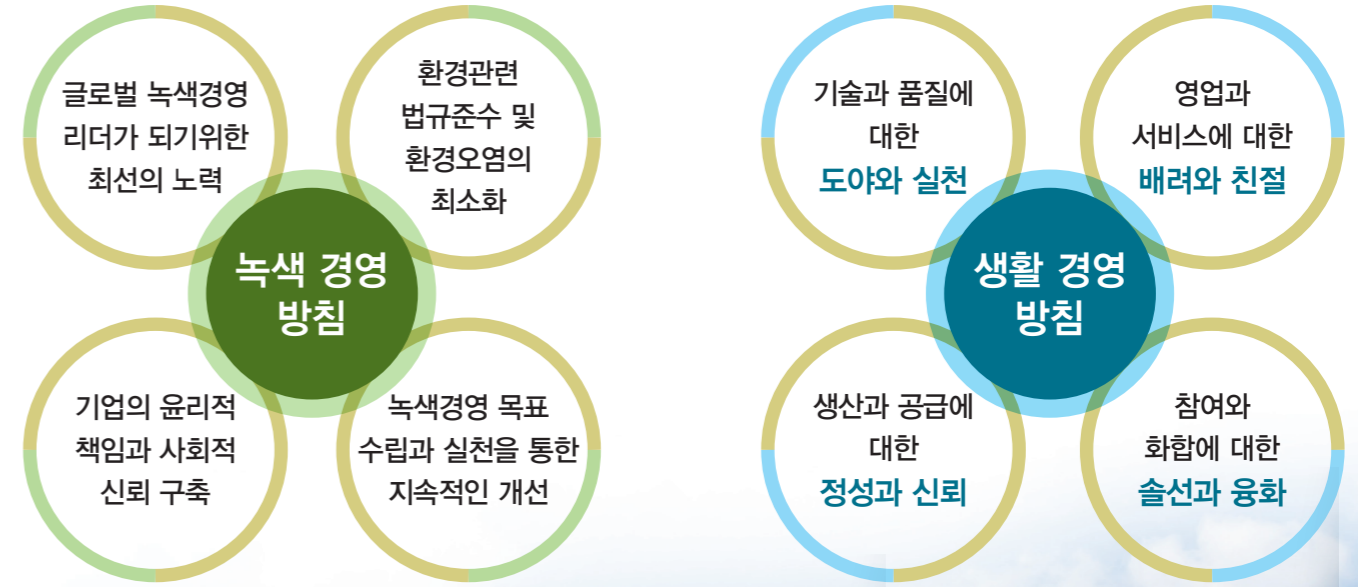 글로벌 녹색경영
리더가 되기위한
최선의 노력
환경관련
법규준수 및
환경오염의
최소화
녹색 경영
방침
기업의 윤리적
책임과 사회적
신뢰 구축
녹색경영 목표
수립과 실천을 통한
지속적인 개선
기술과 품질에
대한
도야와 실천
영업과
서비스에 대한
배려와 친절
생활 경영
방침
생산과 공급에
대한
정성과 신뢰
참여와
화합에 대한
솔선과 융화